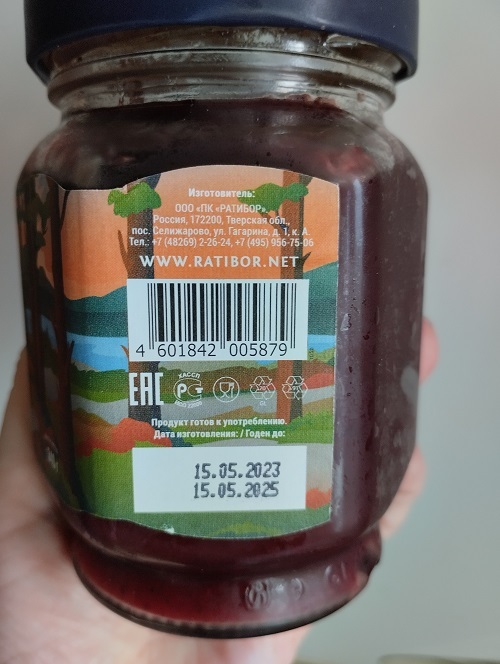 Изготовитель:
ООО «ПК «РАТИБОР»,
Россия, 172200, Тверская обл.,
пос. Селижарово, ул. Гагарина, д. 1, к. А.
Тел.: +7 (48269) 2-26-24, +7 (495) 956-75-06
WWW.RATIBOR.NET
4 601842 005879
ЕАС
ХАССП
Продукт готов к употреблению.
Дата изготовления: / Годен до:
15.05.2023
15.05.2025